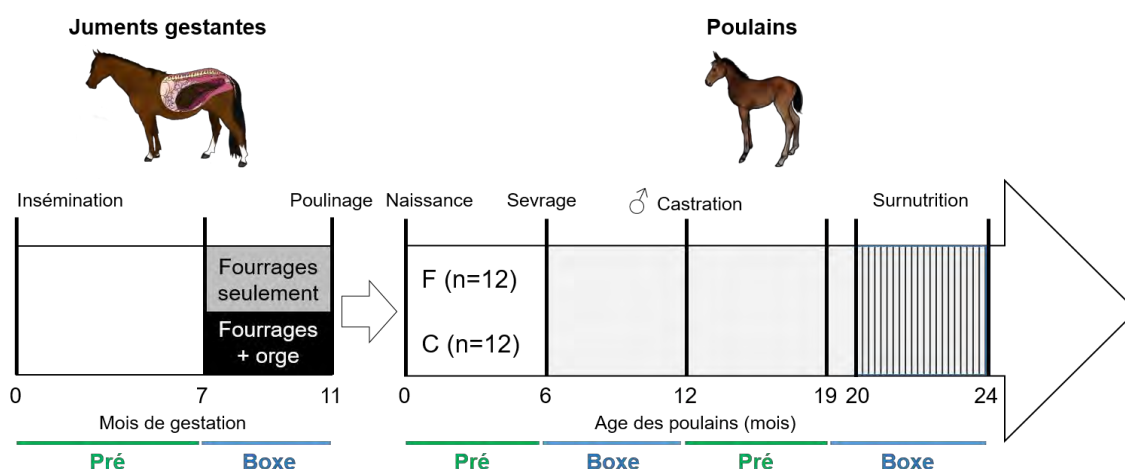 Juments gestantes
Poulains
Insémination
Poulinage
Naissance
Sevrage
♂ Castration
Surnutrition
Fourrages
seulement
Fourrages
+ orge
F (n=12)
C (n=12)
0
7
11
0
6
12
19
20
24
Mois de gestation
Age des poulains (mois)
Pré
Boxe
Pré
Boxe
Pré
Boxe